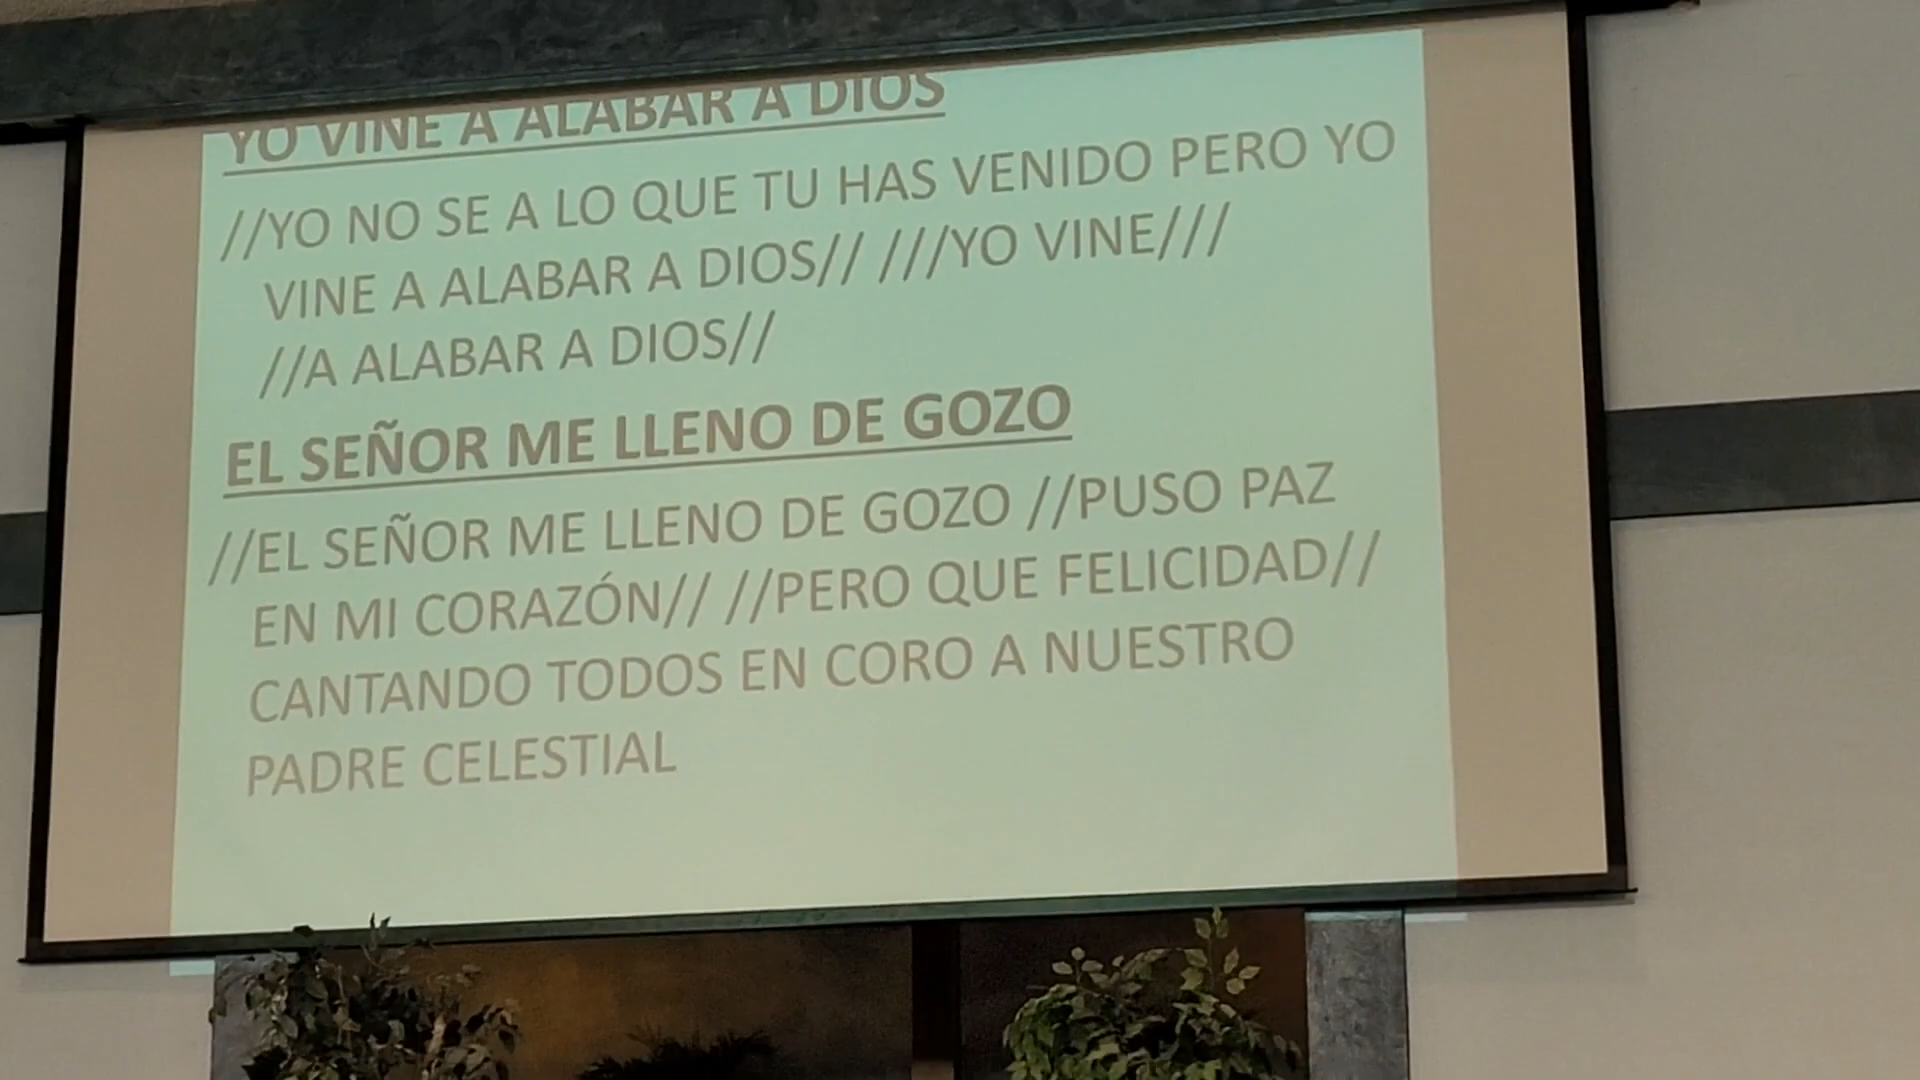 YO VINE A ALABAR A DIOS
//YO NO SE A LO QUE TU HAS VENIDO PERO YO
VINE A ALABAR A DIOS// ///YO VINE///
//A ALABAR A DIOS//
EL SEÑOR ME LLENO DE GOZO
//EL SEÑOR ME LLENO DE GOZO //PUSO PAZ
EN MI CORAZÓN// //PERO QUE FELICIDAD//
CANTANDO TODOS EN CORO A NUESTRO
PADRE CELESTIAL